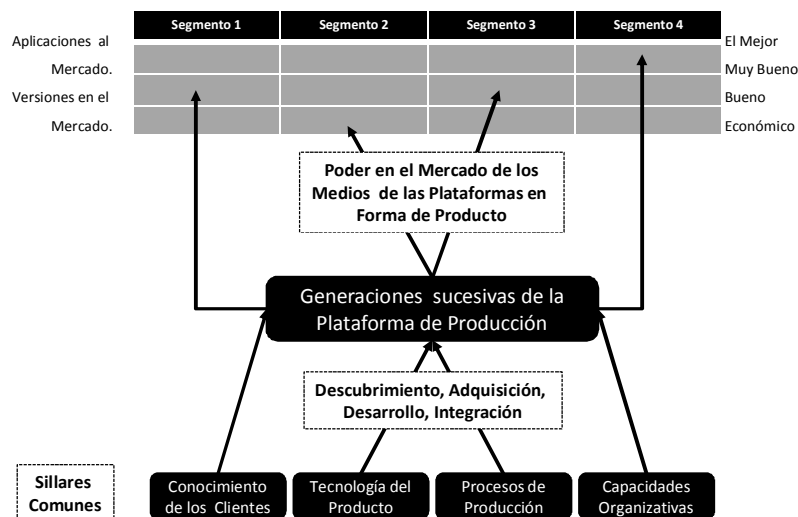 Segmento 1 Segmento 2 Segmento 3 Segmento 4
Aplicaciones al
Mercado.
Versiones en el
Mercado.
El Mejor
Muy Bueno
Bueno
Económico
Poder en el Mercado de los
Medios de las Plataformas en
Forma de Producto
Generaciones sucesivas de la
Plataforma de Producción
Descubrimiento, Adquisición,
Desarrollo, Integración
Sillares
Comunes
Conocimiento
de los Clientes
Tecnología del
Producto
Procesos de
Producción
Capacidades
Organizativas